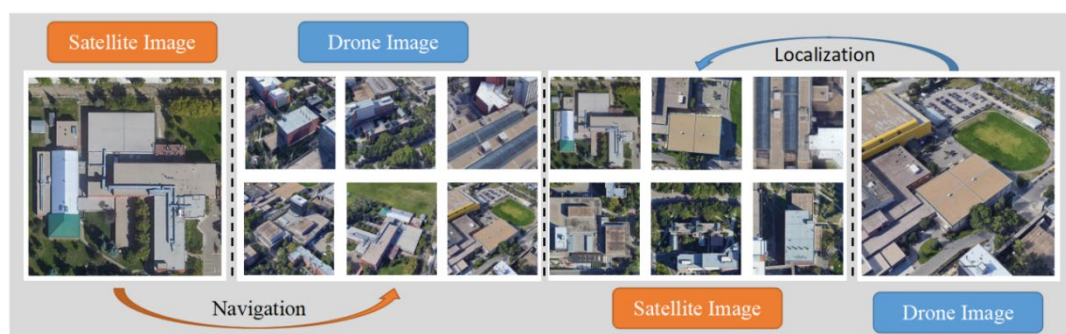 Satellite Image
Drone Image
Localization
Navigation
Satellite Image
Drone Image